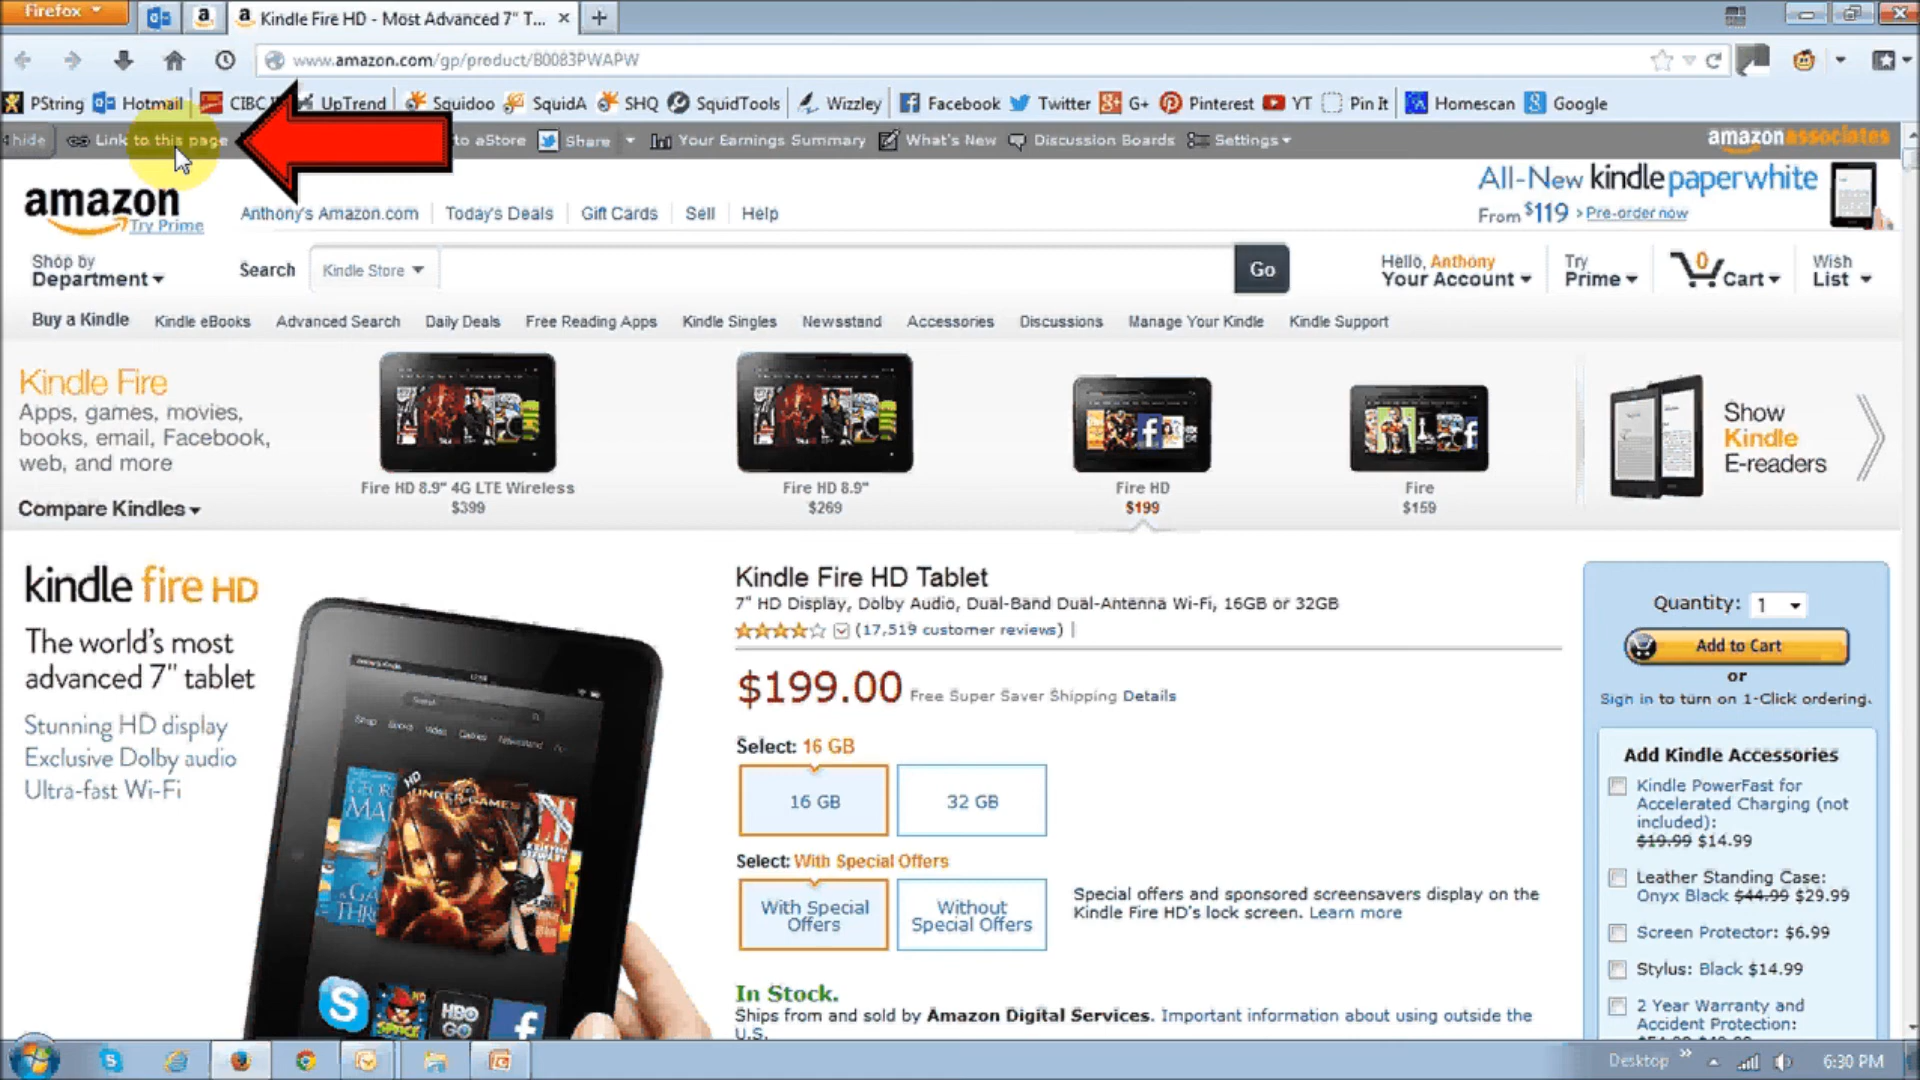 Firefox
Kindle Fire HD - Most Advanced 7" T...
www.amazon.com/gp/product/B0083PWAPW
PString Hotmail CIBC UpTrend Squidoo SquidA SHQ SquidTools Wizzley Facebook Twitter G+ Pinterest YT Pin It Homescan Google
hide Link to this page to aStore Share Your Earnings Summary What's New Discussion Boards Settings
amazon associates
amazon
Try Prime
Anthony's Amazon.com Today's Deals Gift Cards Sell Help
All-New kindle paperwhite
From $119 > Pre-order now
Shop by
Department
Search Kindle Store Go
Hello, Anthony
Your Account
Try
Prime
0
Cart
Wish
List
Buy a Kindle Kindle eBooks Advanced Search Daily Deals Free Reading Apps Kindle Singles Newsstand Accessories Discussions Manage Your Kindle Kindle Support
Kindle Fire
Apps, games, movies,
books, email, Facebook,
web, and more
Compare Kindles
Fire HD 8.9" 4G LTE Wireless
$399
Fire HD 8.9"
$269
Fire HD
$199
Fire
$159
Show
Kindle
E-readers
kindle fire HD
The world's most
advanced 7" tablet
Stunning HD display
Exclusive Dolby audio
Ultra-fast Wi-Fi
Search
Shop Books Video Games Newsstand
HD
HUNGER GAMES
HBO
GO
SPACE
Kindle Fire HD Tablet
7" HD Display, Dolby Audio, Dual-Band Dual-Antenna Wi-Fi, 16GB or 32GB
(17,519 customer reviews) |
$199.00 Free Super Saver Shipping Details
Select: 16 GB
16 GB
32 GB
Select: With Special Offers
With Special
Offers
Without
Special Offers
Special offers and sponsored screensavers display on the
Kindle Fire HD's lock screen. Learn more
In Stock.
Ships from and sold by Amazon Digital Services. Important information about using outside the
U.S.
Quantity: 1
Add to Cart
or
Sign in to turn on 1-Click ordering.
Add Kindle Accessories
Kindle PowerFast for
Accelerated Charging (not
included):
$19.99 $14.99
Leather Standing Case:
Onyx Black $44.99 $29.99
Screen Protector: $6.99
Stylus: Black $14.99
2 Year Warranty and
Accident Protection:
Desktop
6:30 PM